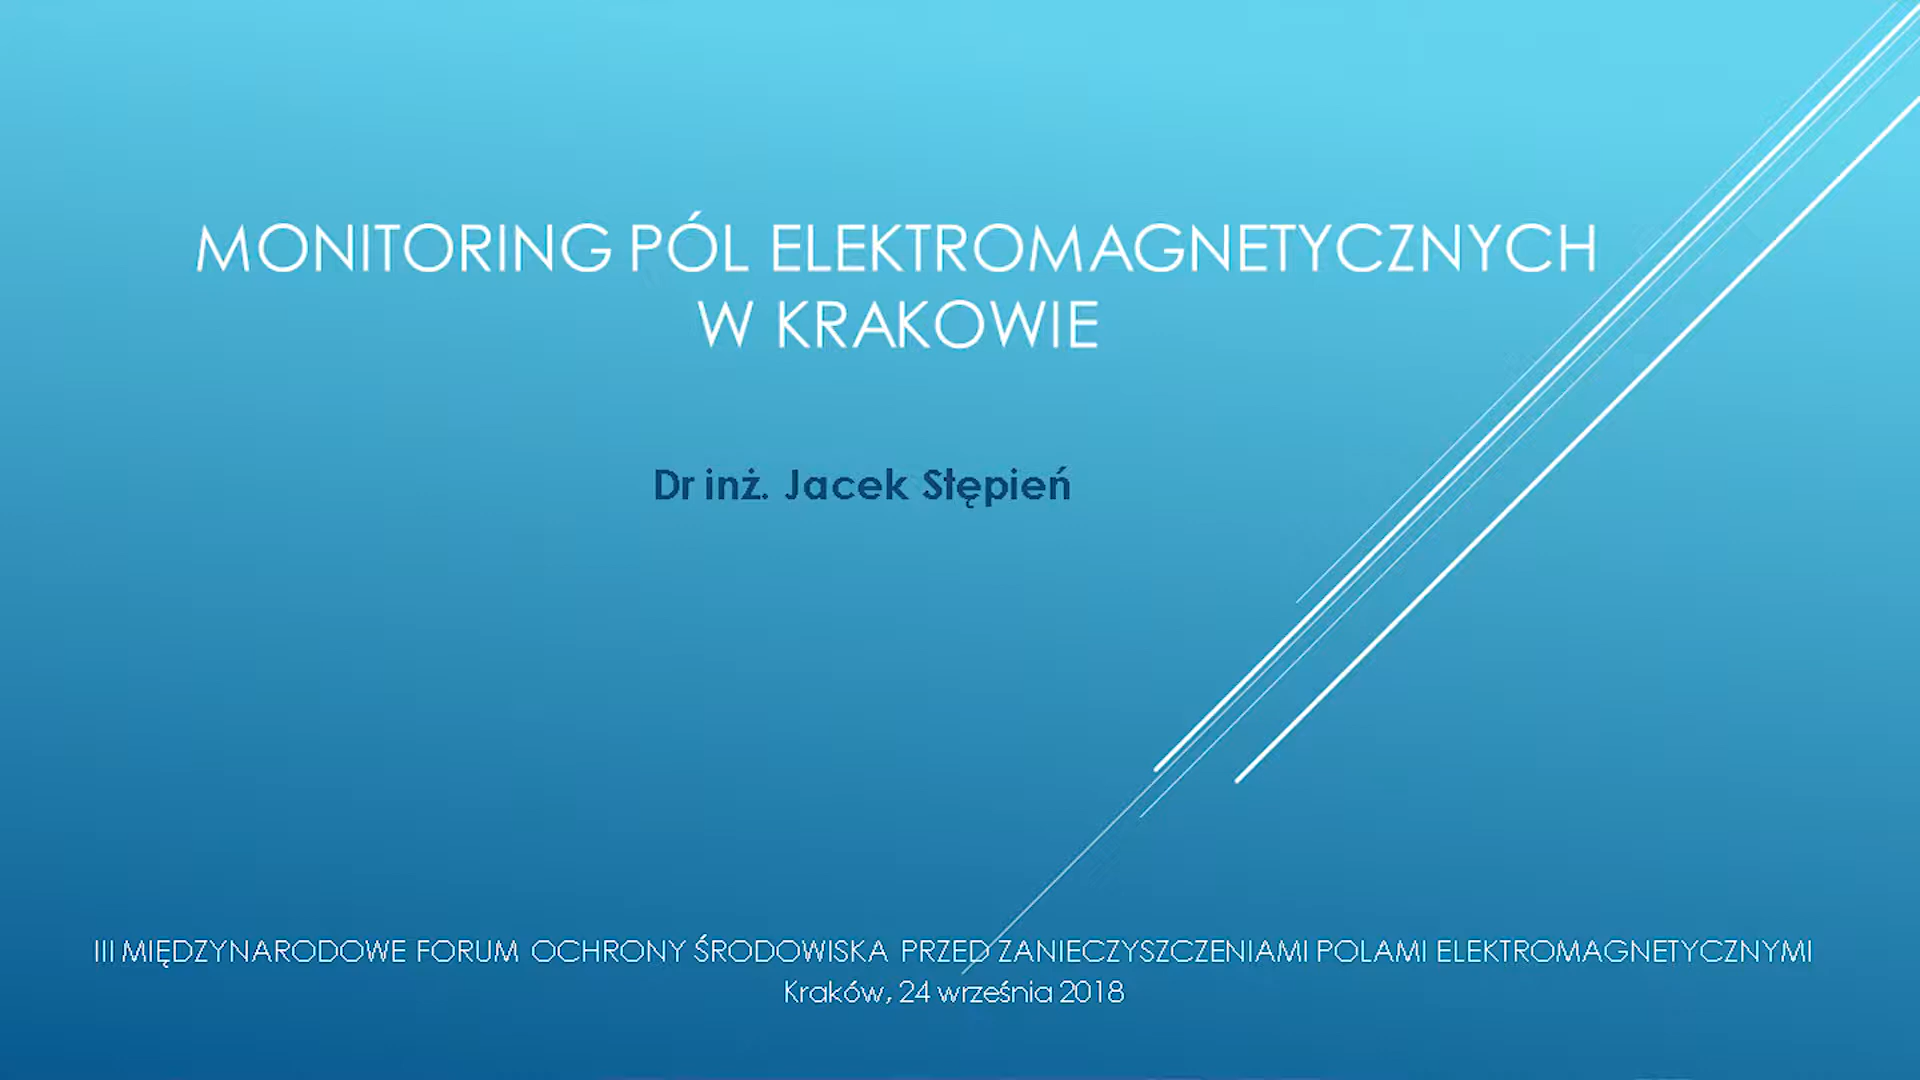 MONITORING PÓL ELEKTROMAGNETYCZNYCH
W KRAKOWIE
Dr inż. Jacek Stępień
III MIĘDZYNARODOWE FORUM OCHRONY ŚRODOWISKA PRZED ZANIECZYSZCZENIAMI POLAMI ELEKTROMAGNETYCZNYMI
Kraków, 24 września 2018